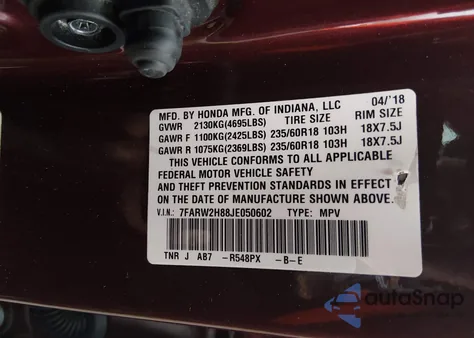 MFD. BY HONDA MFG. OF INDIANA, LLC 04/'18
GVWR 2130KG(4695LBS) TIRE SIZE RIM SIZE
GAWR F 1100KG(2425LBS) 235/60R18 103H 18X7.5J
GAWR R 1075KG(2369LBS) 235/60R18 103H 18X7.5J
THIS VEHICLE CONFORMS TO ALL APPLICABLE
FEDERAL MOTOR VEHICLE SAFETY
AND THEFT PREVENTION STANDARDS IN EFFECT
ON THE DATE OF MANUFACTURE SHOWN ABOVE.
V.I.N.: 7FARW2H88JE050602 TYPE: MPV
TNR J AB7 -R548PX -B-E
autoSnap